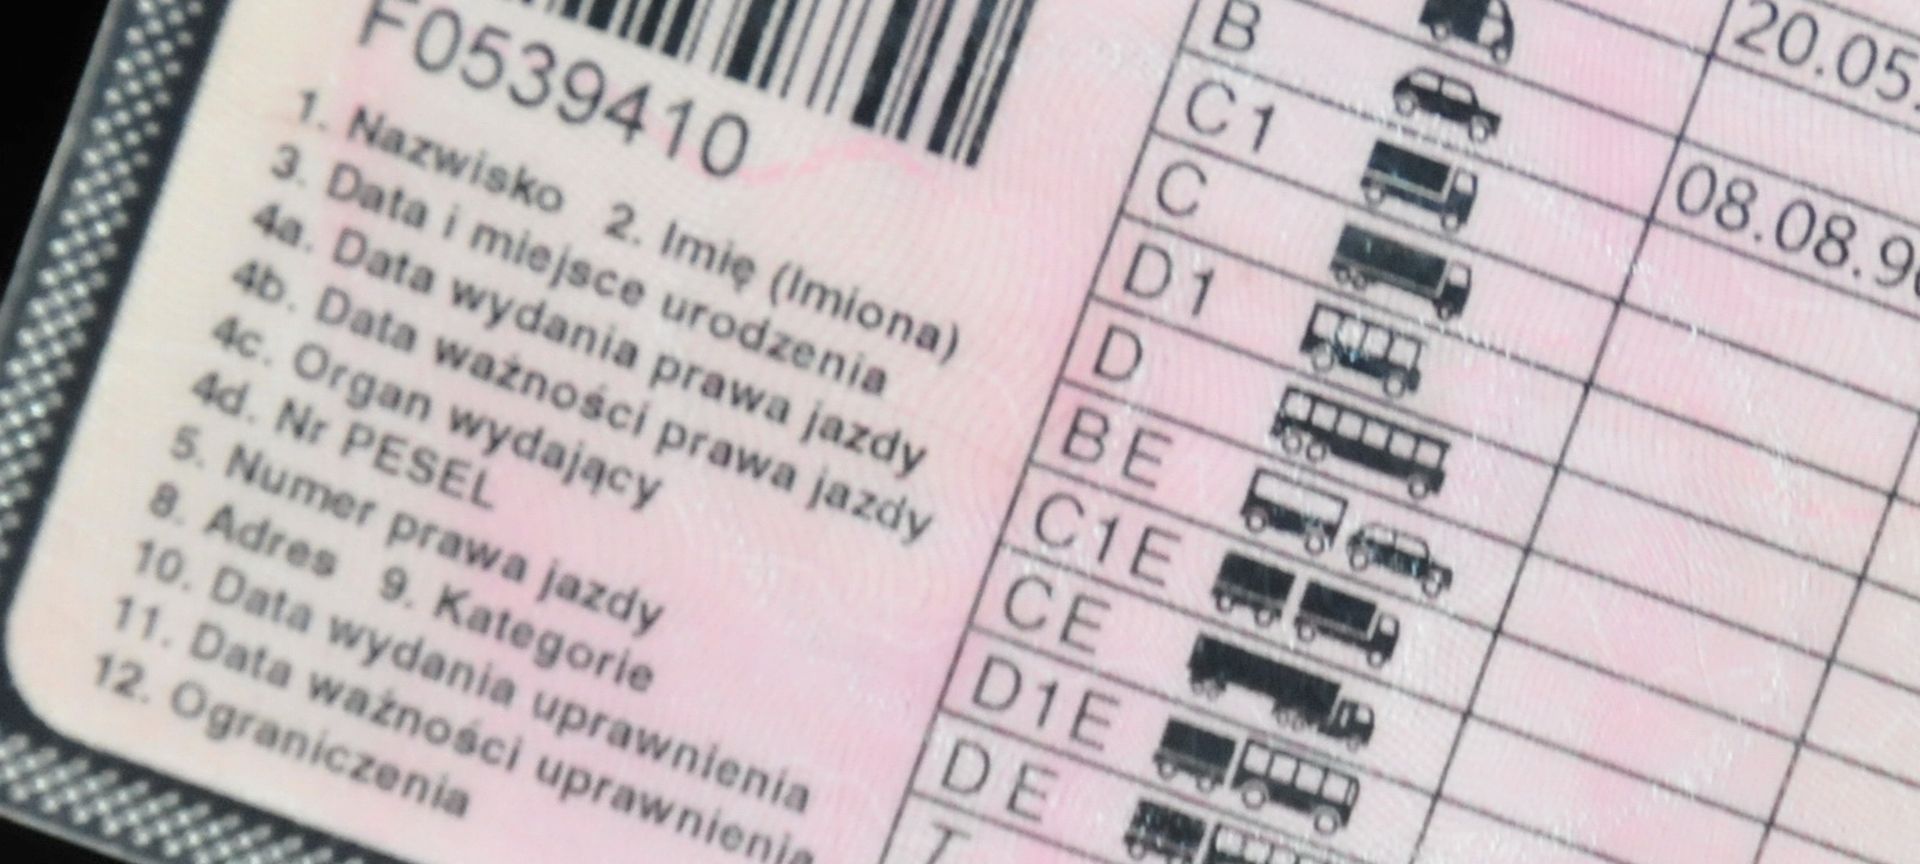 F0539410
1. Nazwisko 2. Imię (Imiona)
3. Data i miejsce urodzenia
4a. Data wydania prawa jazdy
4b. Data ważności prawa jazdy
4c. Organ wydający
4d. Nr PESEL
5. Numer prawa jazdy
8. Adres 9. Kategorie
10. Data wydania uprawnienia
11. Data ważności uprawnienia
12. Ograniczenia
B
20.05.
C1
C
08.08.9
D1
D
BE
C1E
CE
D1E
DE
T